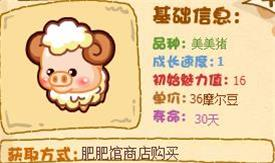 基础信息:
品种: 美美猪
成长速度: 1
初始魅力值: 16
单价: 36摩尔豆
寿命: 30天
获取方式: 肥肥馆商店购买